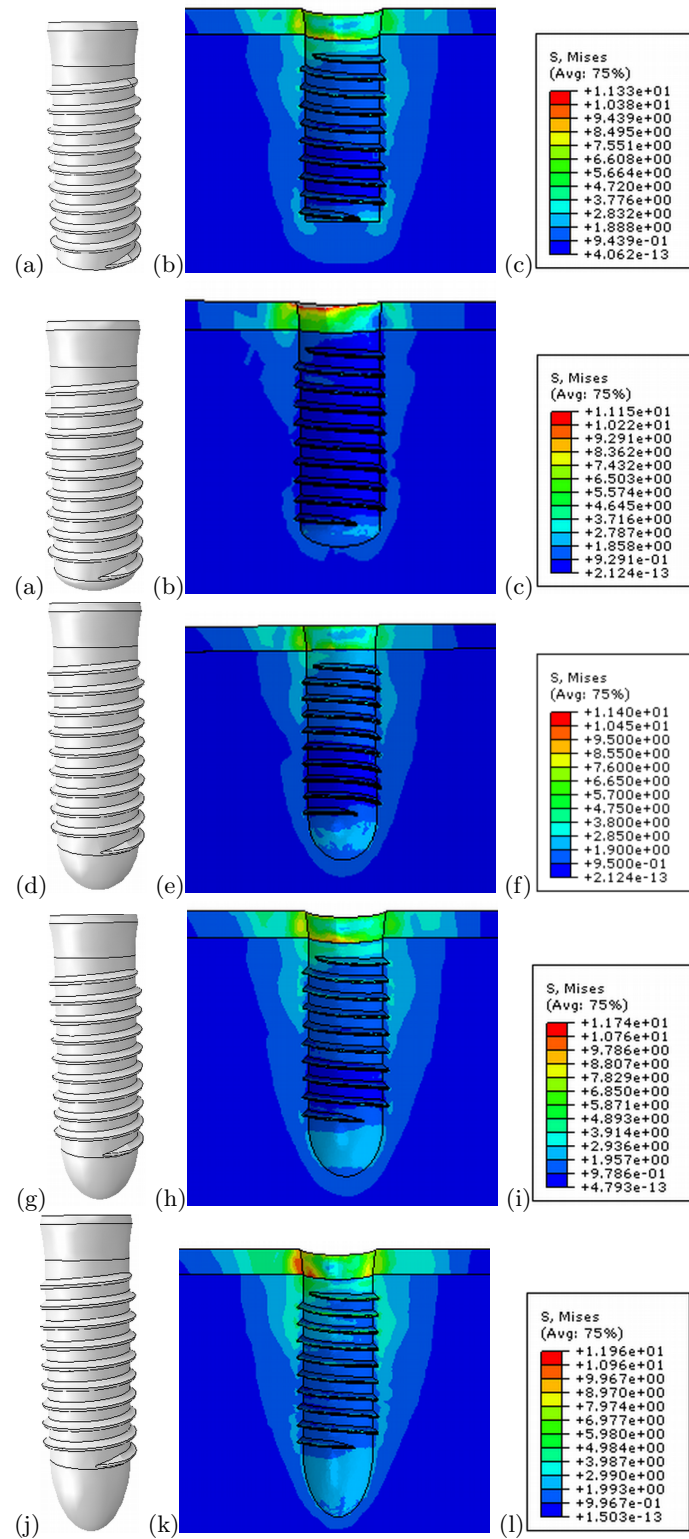 S, Mises
(Avg: 75%)
+1.133e+01
+1.038e+01
+9.439e+00
+8.495e+00
+7.551e+00
+6.608e+00
+5.664e+00
+4.720e+00
+3.776e+00
+2.832e+00
+1.888e+00
+9.439e-01
+4.062e-13
(a) (b) (c)
S, Mises
(Avg: 75%)
+1.115e+01
+1.022e+01
+9.291e+00
+8.362e+00
+7.432e+00
+6.503e+00
+5.574e+00
+4.645e+00
+3.716e+00
+2.787e+00
+1.858e+00
+9.291e-01
+2.124e-13
(a) (b) (c)
S, Mises
(Avg: 75%)
+1.140e+01
+1.045e+01
+9.500e+00
+8.550e+00
+7.600e+00
+6.650e+00
+5.700e+00
+4.750e+00
+3.800e+00
+2.850e+00
+1.900e+00
+9.500e-01
+2.124e-13
(d) (e) (f)
S, Mises
(Avg: 75%)
+1.174e+01
+1.076e+01
+9.786e+00
+8.807e+00
+7.829e+00
+6.850e+00
+5.871e+00
+4.893e+00
+3.914e+00
+2.936e+00
+1.957e+00
+9.786e-01
+4.793e-13
(g) (h) (i)
S, Mises
(Avg: 75%)
+1.196e+01
+1.096e+01
+9.967e+00
+8.970e+00
+7.974e+00
+6.977e+00
+5.980e+00
+4.984e+00
+3.987e+00
+2.990e+00
+1.993e+00
+9.967e-01
+1.503e-13
(j) (k) (l)